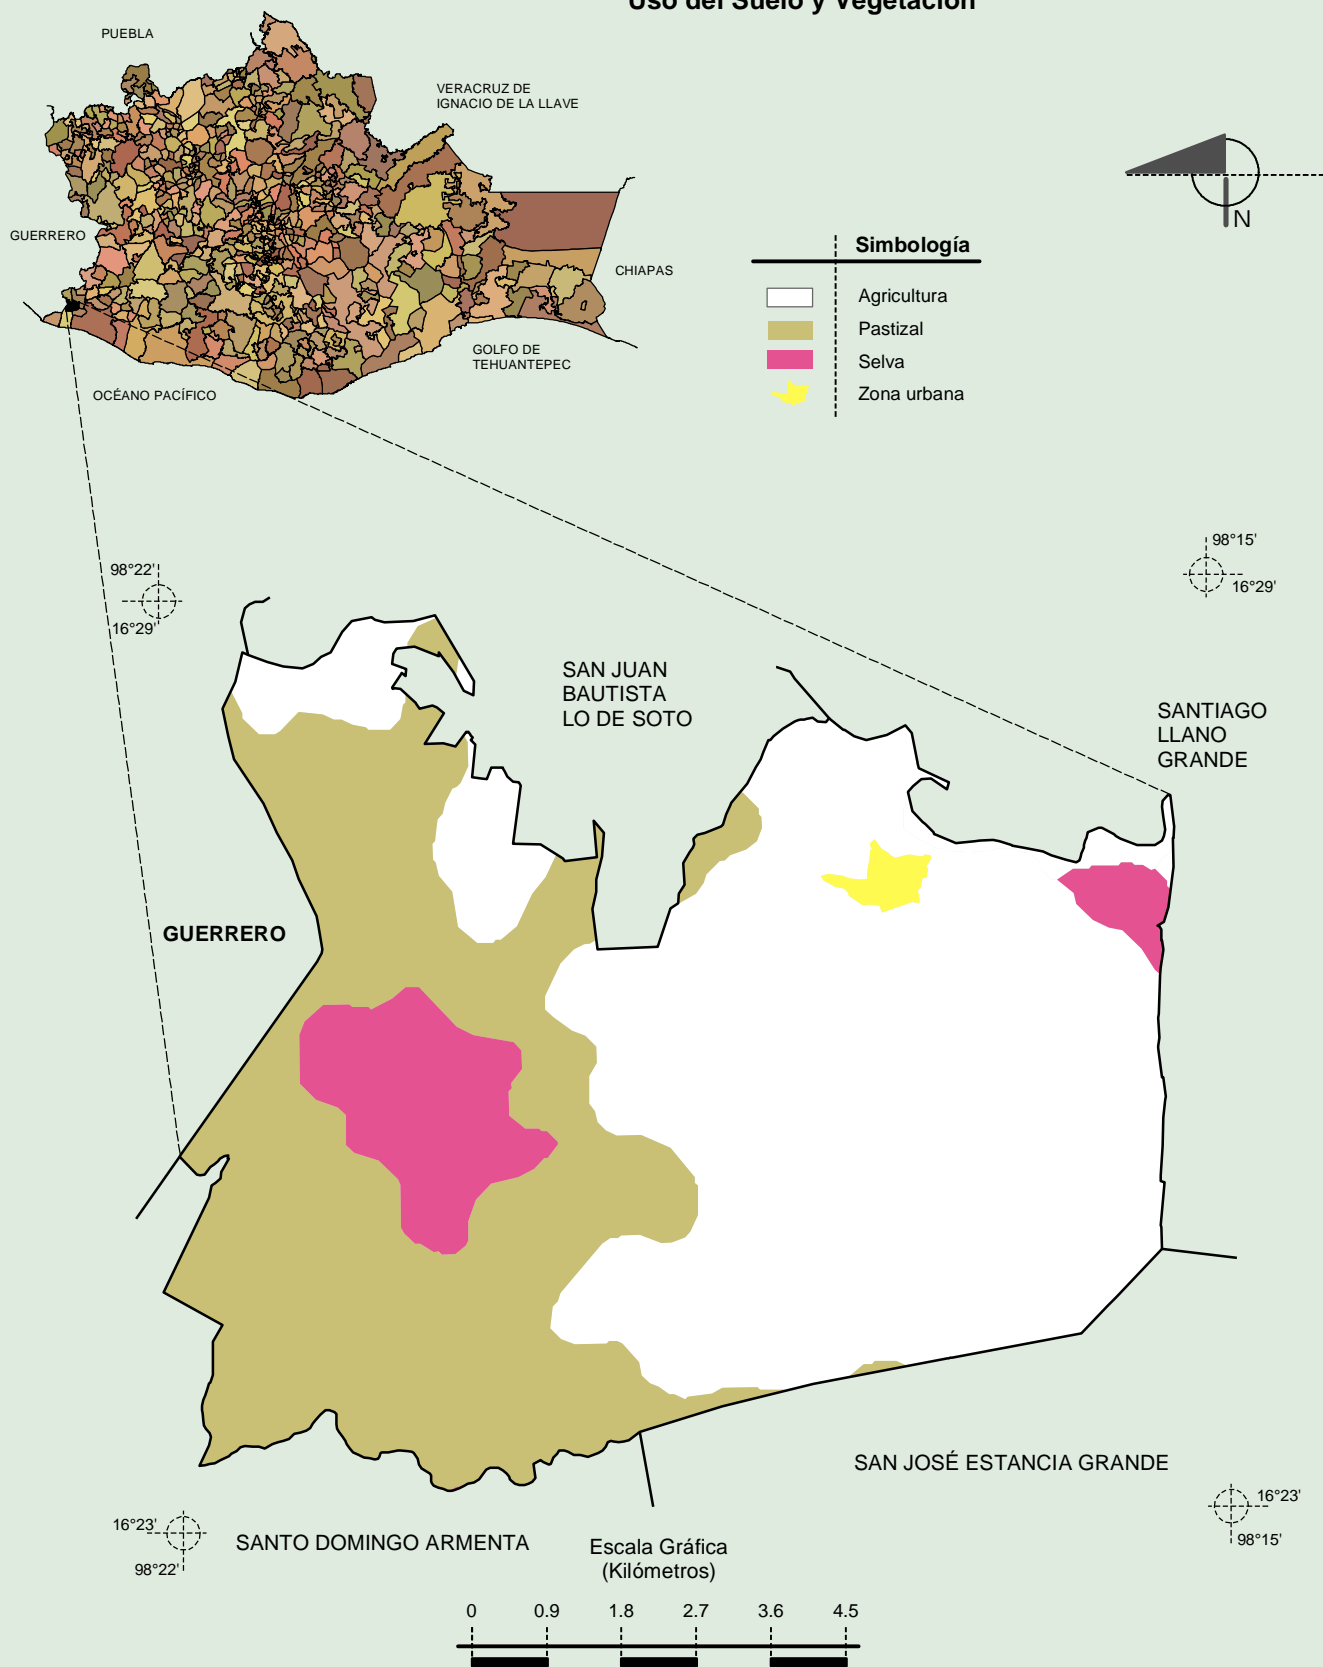 Uso del Suelo y Vegetación
PUEBLA
VERACRUZ DE
IGNACIO DE LA LLAVE
GUERRERO
CHIAPAS
GOLFO DE
TEHUANTEPEC
OCÉANO PACÍFICO
N
Simbología
Agricultura
Pastizal
Selva
Zona urbana
98°22'
16°29'
98°15'
16°29'
SAN JUAN
BAUTISTA
LO DE SOTO
SANTIAGO
LLANO
GRANDE
GUERRERO
SAN JOSÉ ESTANCIA GRANDE
16°23'
98°22'
SANTO DOMINGO ARMENTA
16°23'
98°15'
Escala Gráfica
(Kilómetros)
0 0.9 1.8 2.7 3.6 4.5